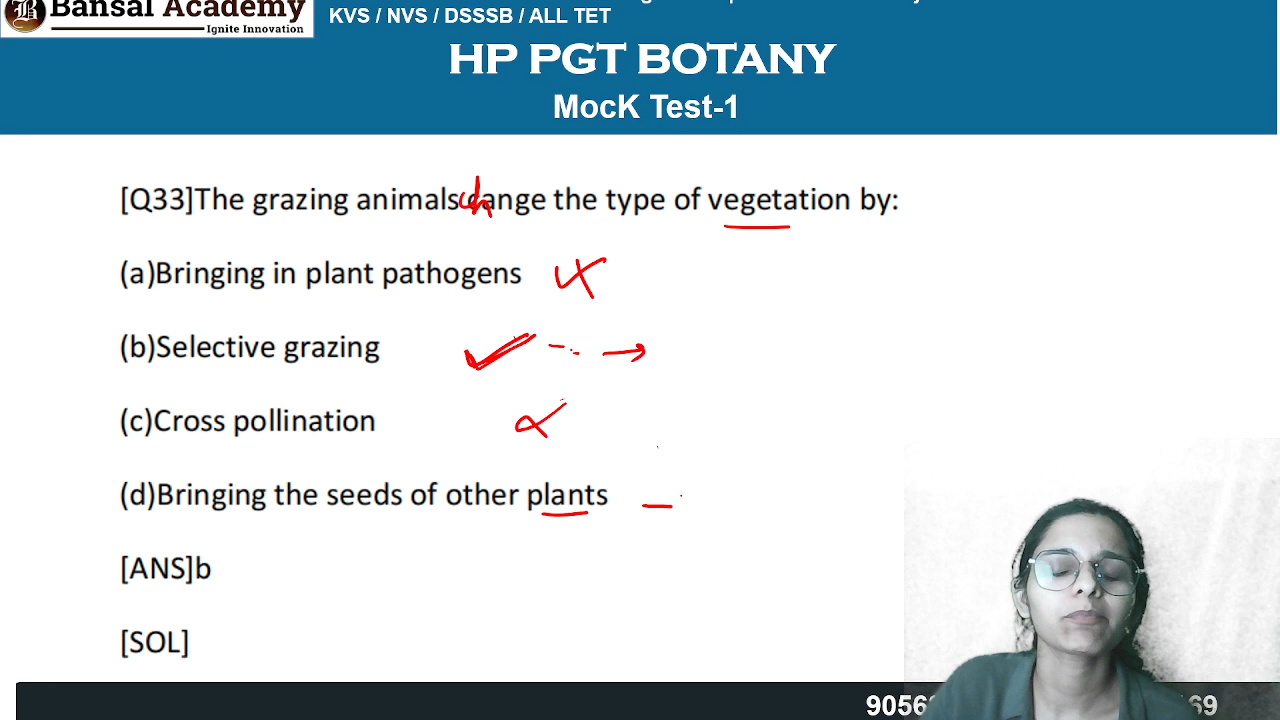 Bansal Academy
Ignite Innovation
KVS / NVS / DSSSB / ALL TET
HP PGT BOTANY
MocK Test-1
[Q33]The grazing animals change the type of vegetation by:
(a)Bringing in plant pathogens
(b)Selective grazing
(c)Cross pollination
(d)Bringing the seeds of other plants
[ANS]b
[SOL]